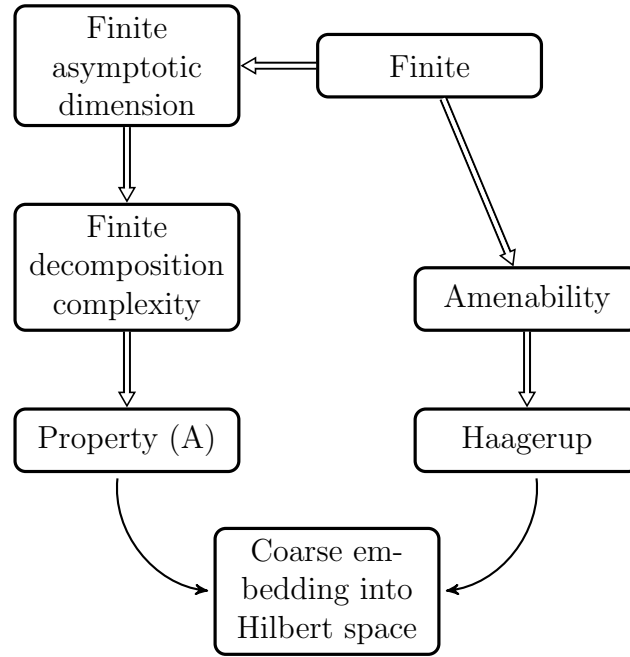 Finite
asymptotic
dimension
Finite
Finite
decomposition
complexity
Amenability
Property (A)
Haagerup
Coarse em-
bedding into
Hilbert space